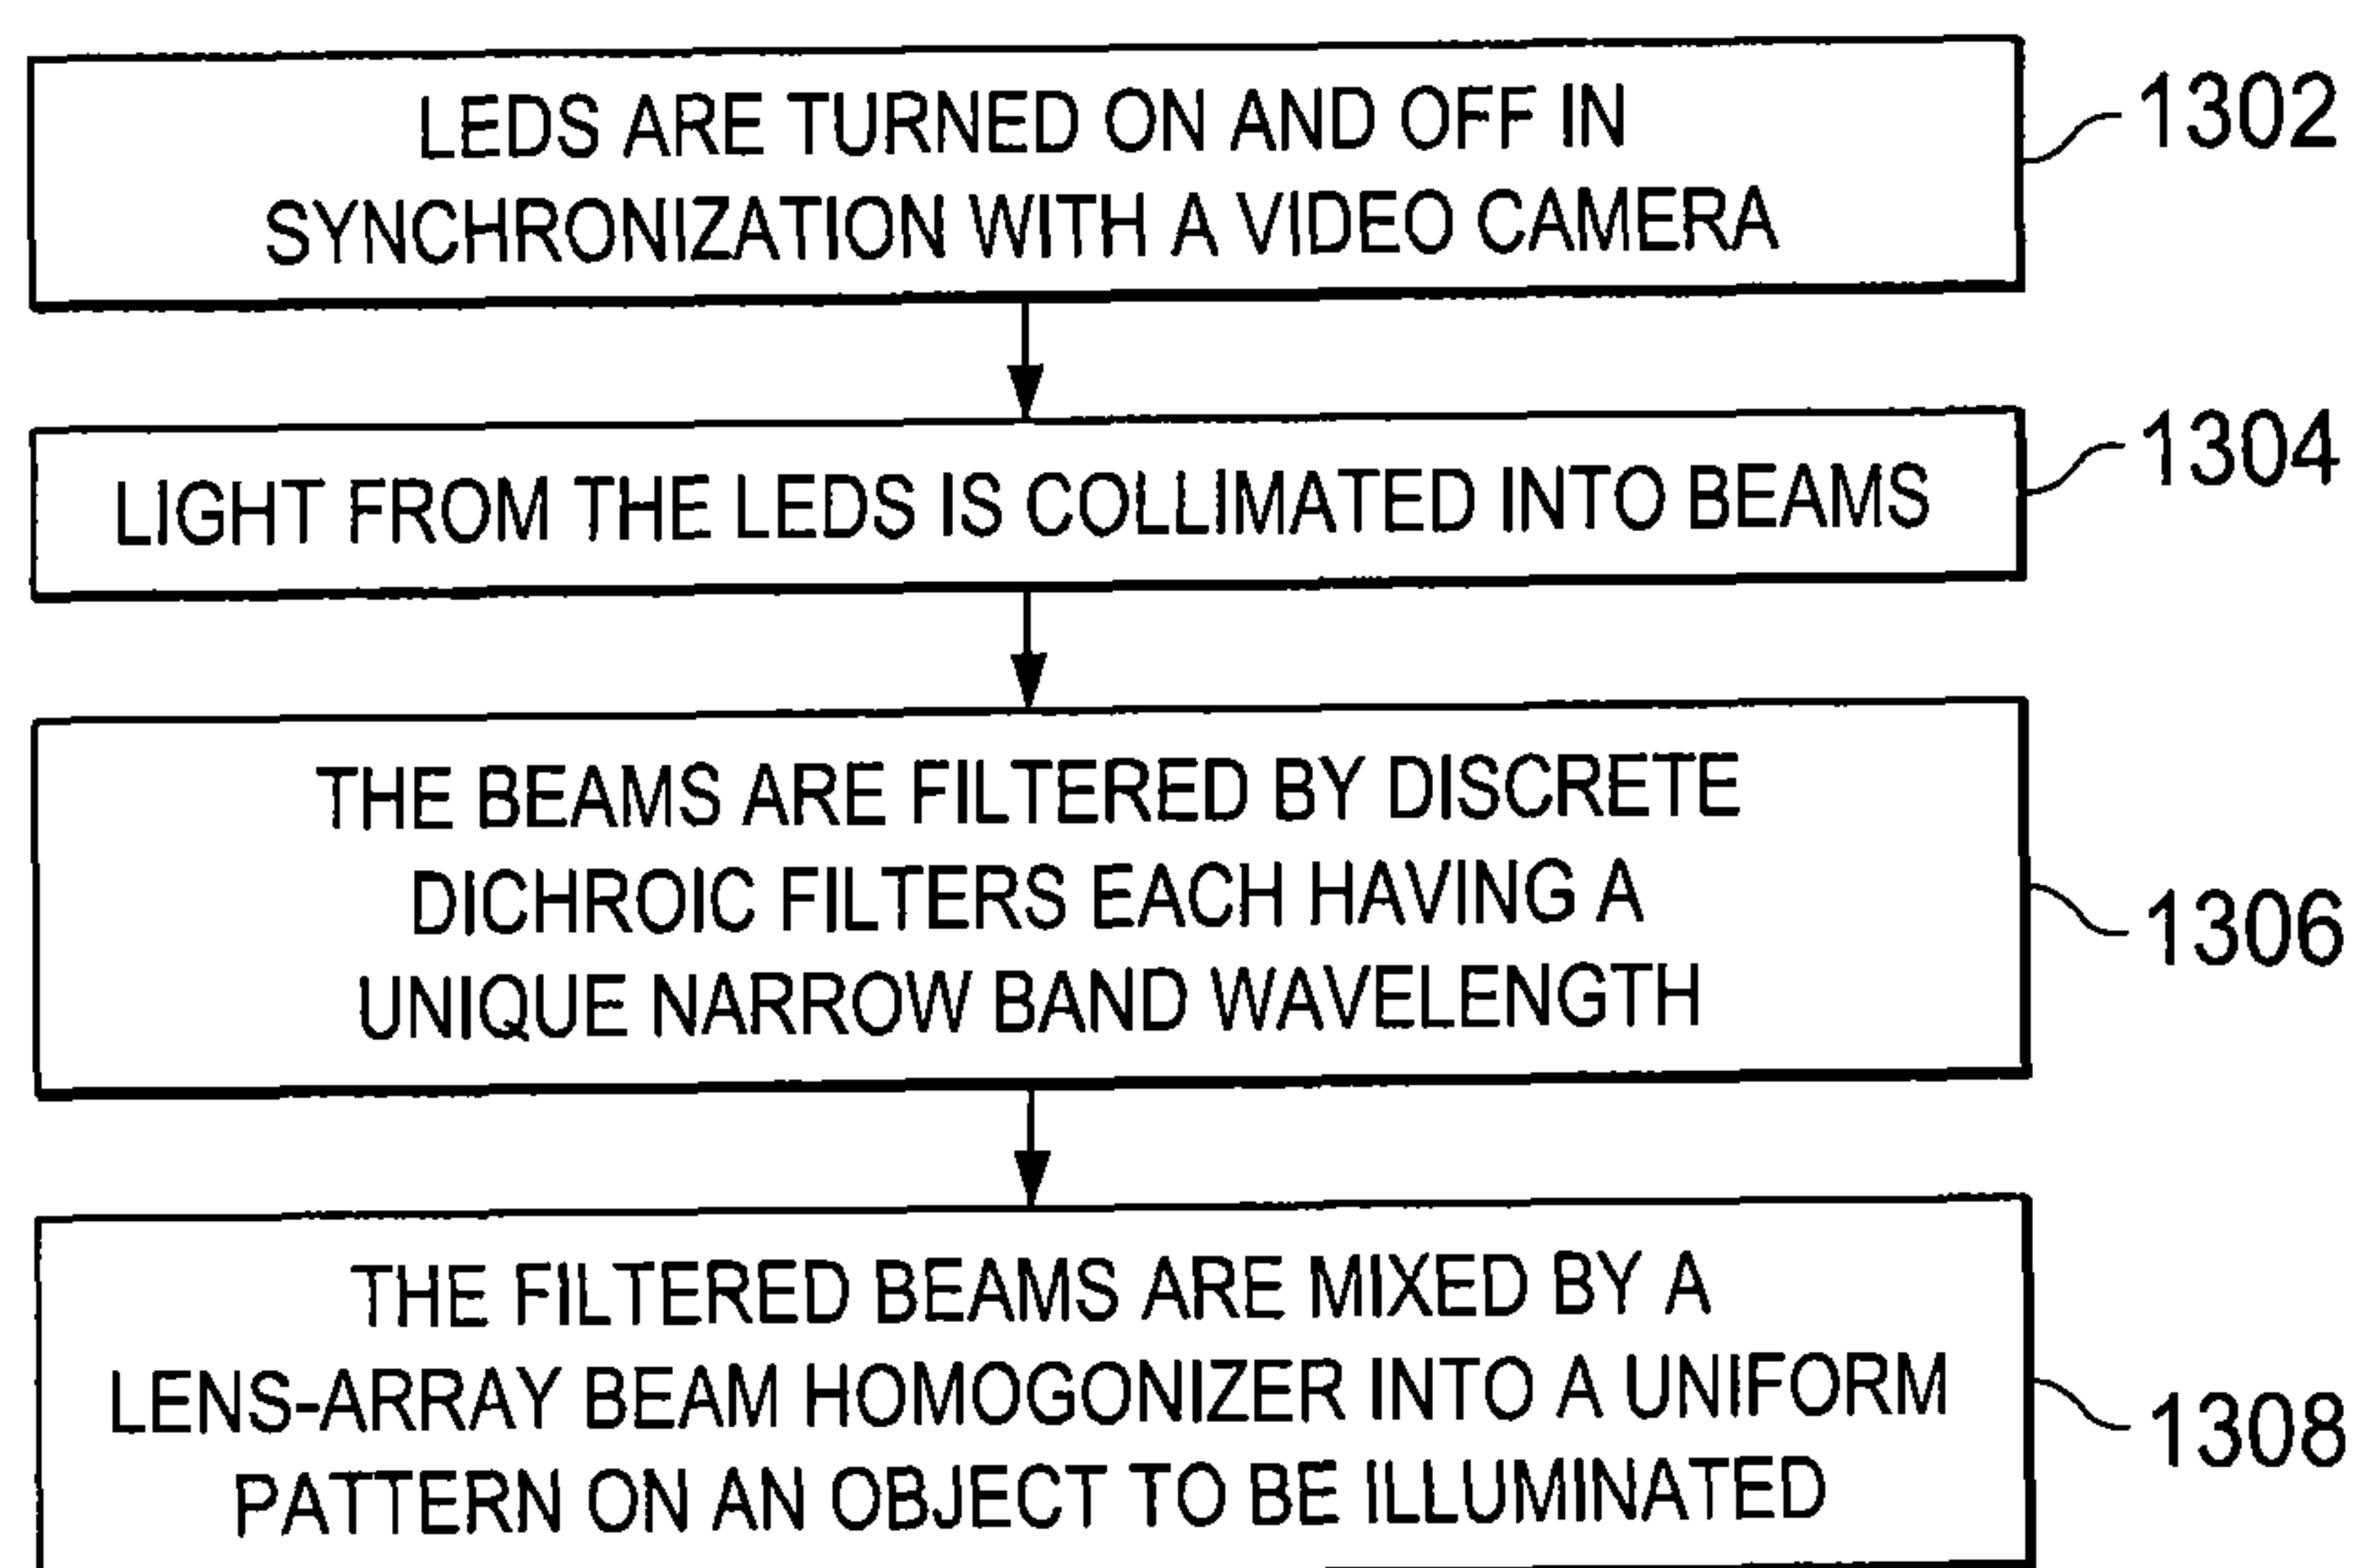 LEDS ARE TURNED ON AND OFF IN
SYNCHRONIZATION WITH A VIDEO CAMERA
1302
LIGHT FROM THE LEDS IS COLLIMATED INTO BEAMS
1304
THE BEAMS ARE FILTERED BY DISCRETE
DICHROIC FILTERS EACH HAVING A
UNIQUE NARROW BAND WAVELENGTH
1306
THE FILTERED BEAMS ARE MIXED BY A
LENS-ARRAY BEAM HOMOGONIZER INTO A UNIFORM
PATTERN ON AN OBJECT TO BE ILLUMINATED
1308